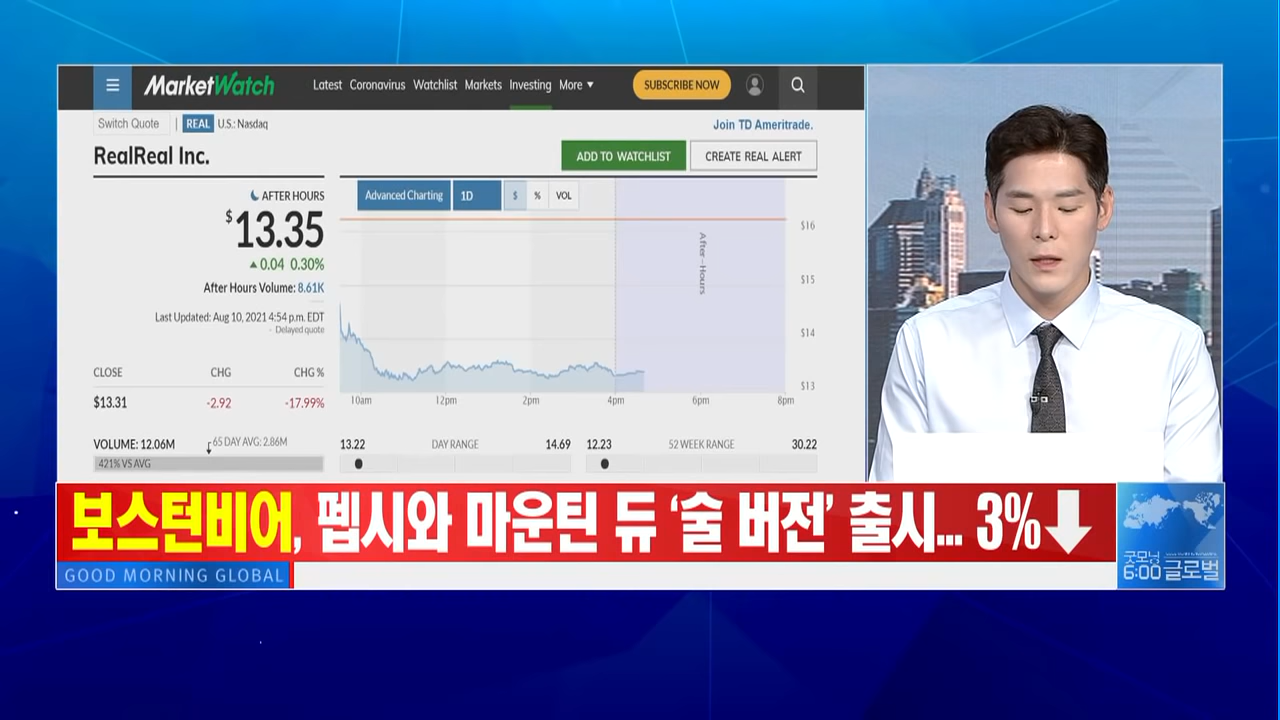 MarketWatch
Latest Coronavirus Watchlist Markets Investing More
SUBSCRIBE NOW
Switch Quote | REAL U.S.: Nasdaq
Join TD Ameritrade.
RealReal Inc.
ADD TO WATCHLIST
CREATE REAL ALERT
AFTER HOURS
$13.35
0.04 0.30%
After Hours Volume: 8.61K
Last Updated: Aug 10, 2021 4:54 p.m. EDT
- Delayed quote
CLOSE CHG CHG %
$13.31 -2.92 -17.99%
VOLUME: 12.06M 65 DAY AVG: 2.86M
421% VS AVG
Advanced Charting 1D $ % VOL
After-Hours
$16
$15
$14
$13
10am 12pm 2pm 4pm 6pm 8pm
13.22 DAY RANGE 14.69
12.23 52 WEEK RANGE 30.22
보스턴비어, 펩시와 마운틴 듀 ‘술 버전’ 출시... 3%
GOOD MORNING GLOBAL
굿모닝
6:00 글로벌